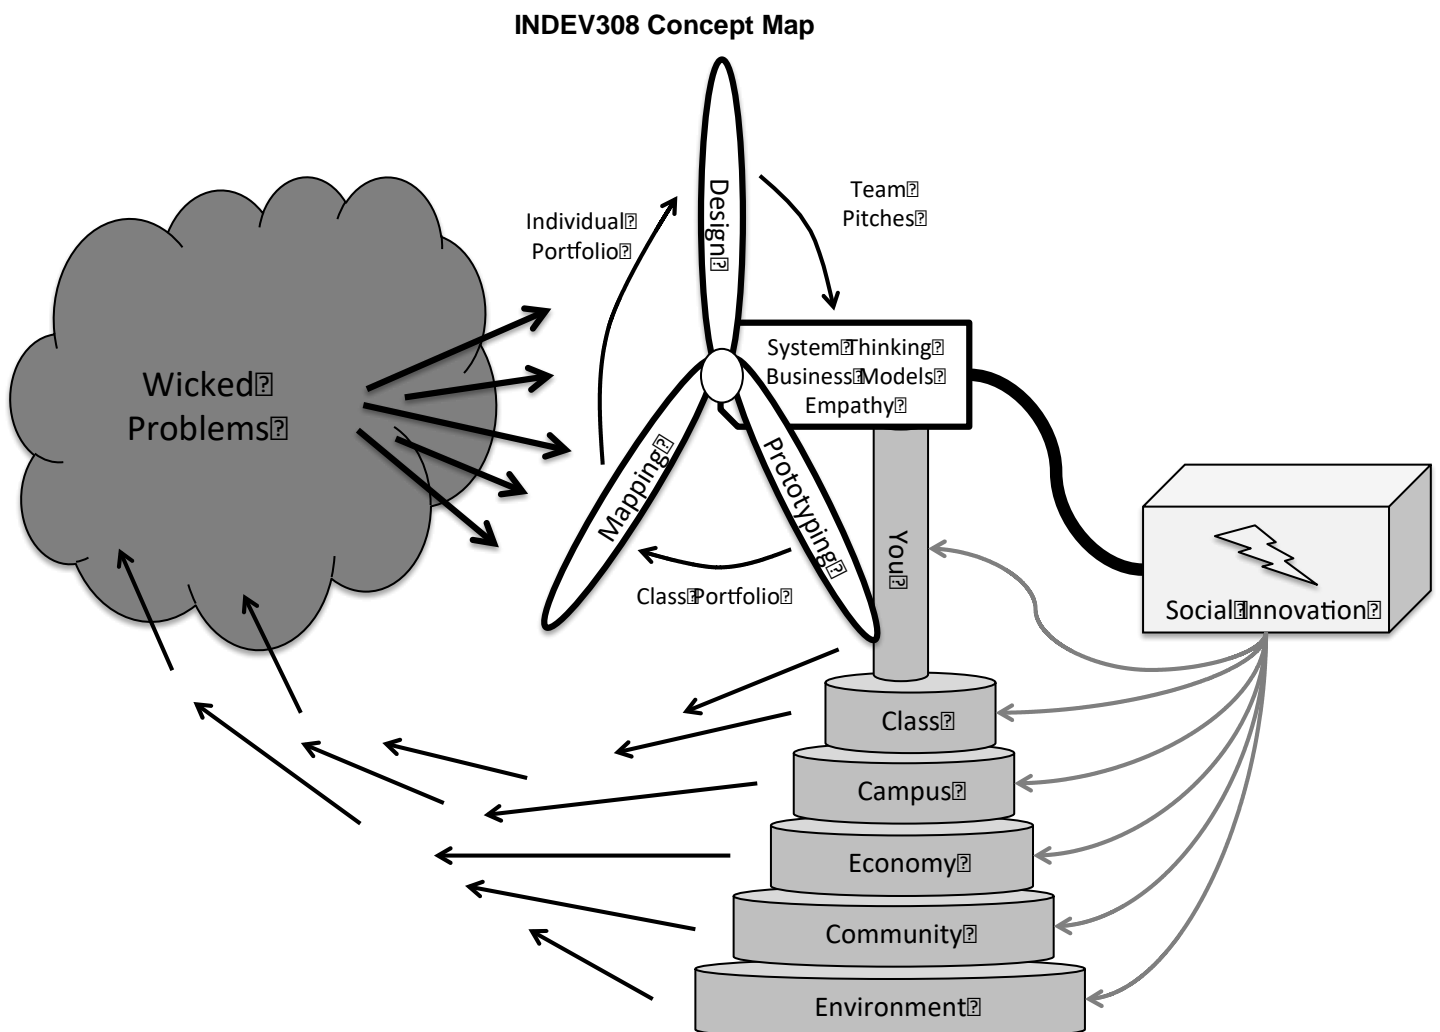 INDEV308 Concept Map
Design
Team
Pitches
Individual
Portfolio
System Thinking
Business Models
Empathy
Wicked
Problems
Mapping
Prototyping
You
Class Portfolio
Social Innovation
Class
Campus
Economy
Community
Environment